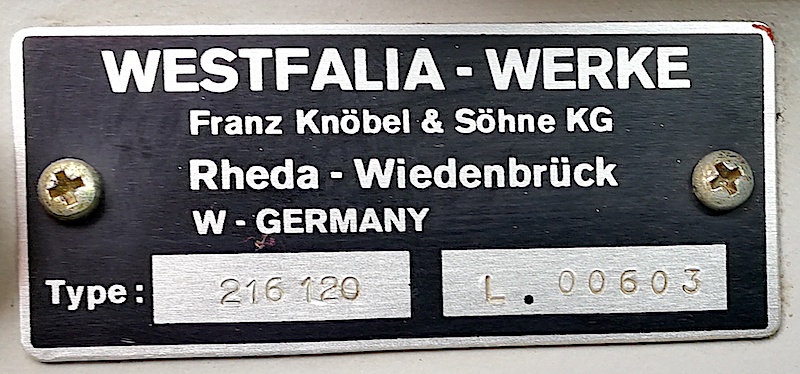 WESTFALIA - WERKE
Franz Knöbel & Söhne KG
Rheda - Wiedenbrück
W - GERMANY
Type: 216 120 L. 00603